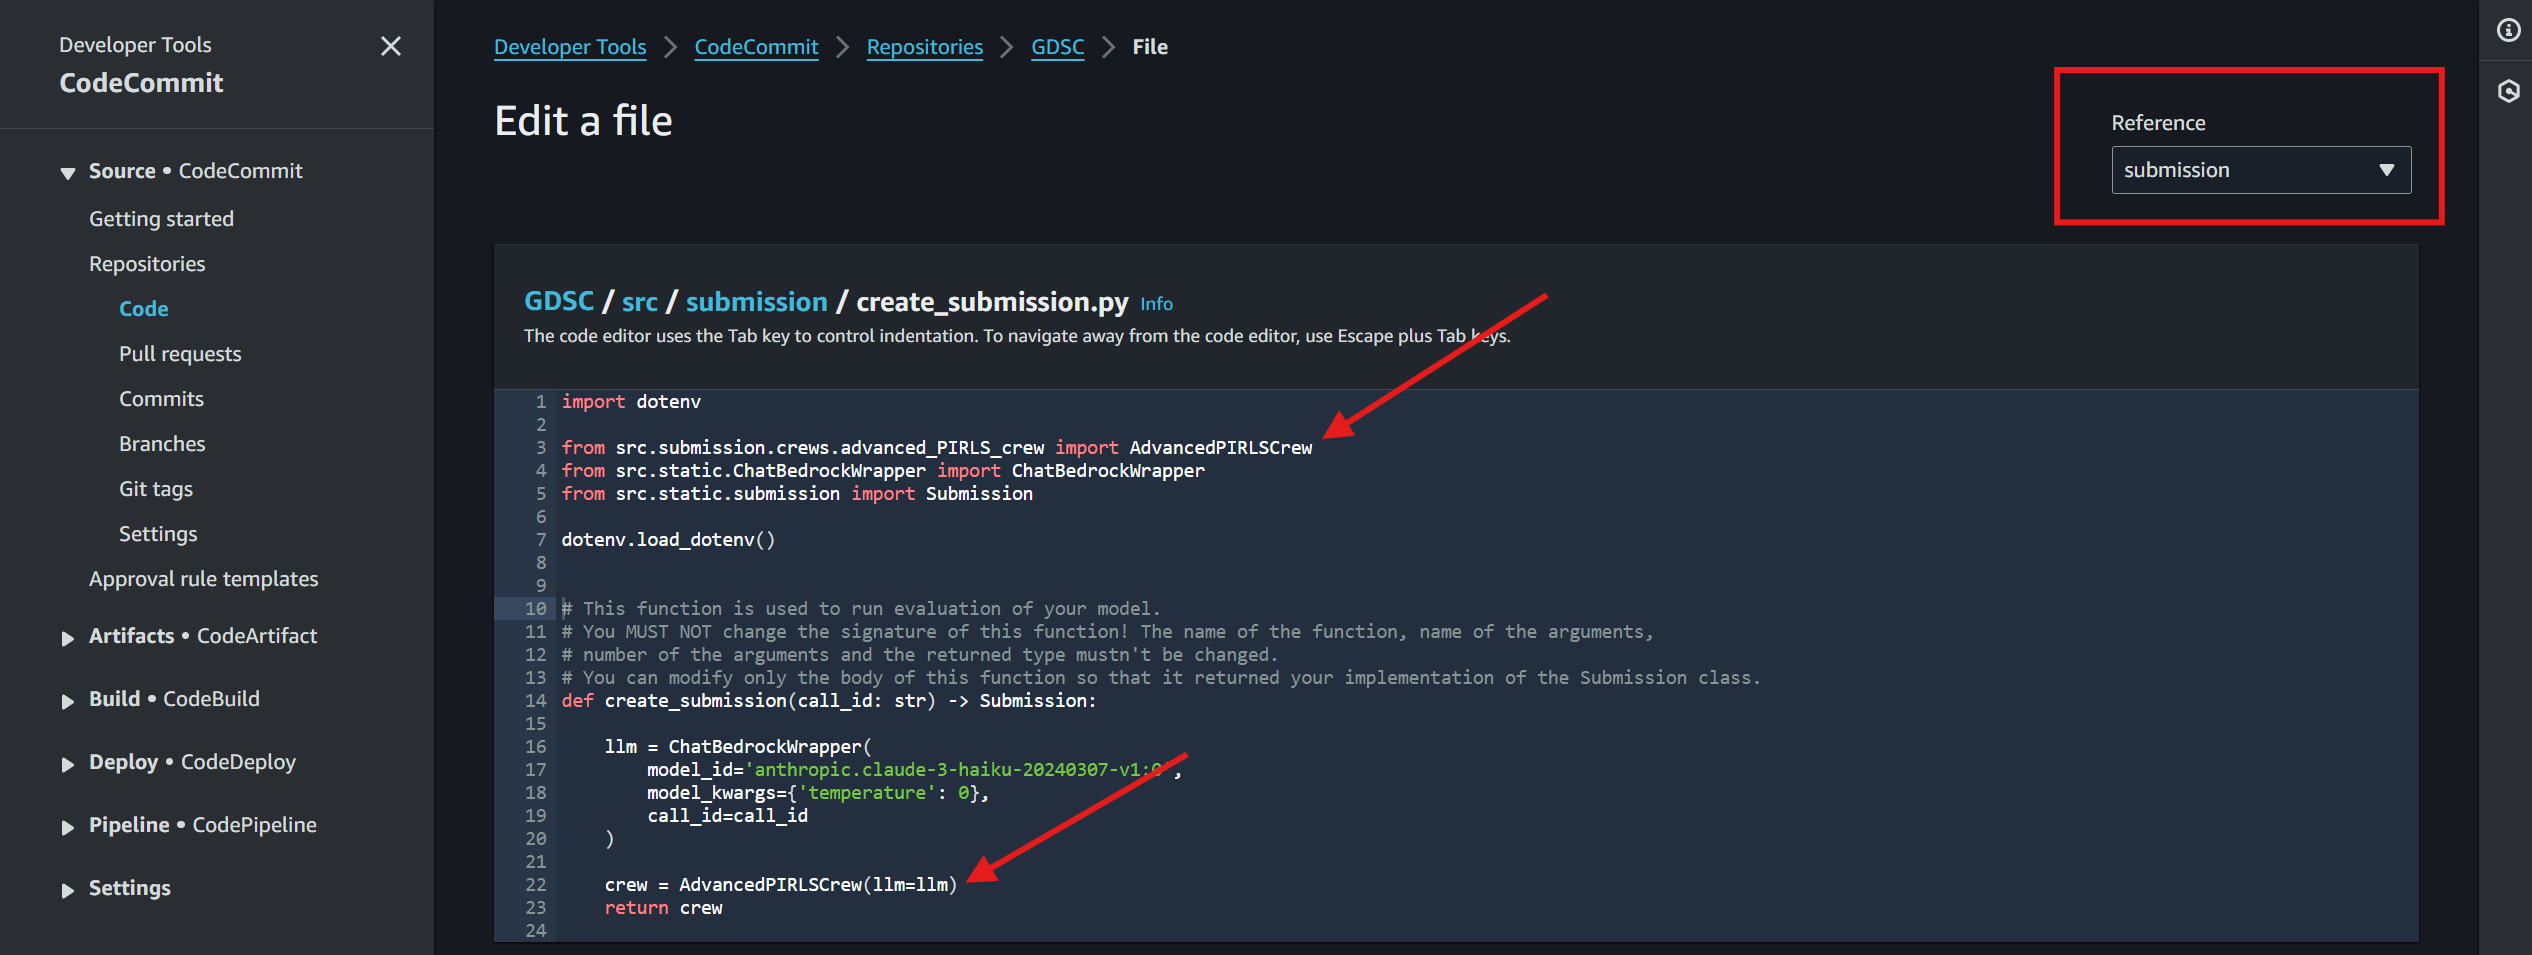 Developer Tools
CodeCommit
Source • CodeCommit
Getting started
Repositories
Code
Pull requests
Commits
Branches
Git tags
Settings
Approval rule templates
Artifacts • CodeArtifact
Build • CodeBuild
Deploy • CodeDeploy
Pipeline • CodePipeline
Settings
Developer Tools > CodeCommit > Repositories > GDSC > File
Edit a file
Reference
submission
GDSC / src / submission / create_submission.py Info
The code editor uses the Tab key to control indentation. To navigate away from the code editor, use Escape plus Tab keys.
1 import dotenv
2
3 from src.submission.crews.advanced_PIRLS_crew import AdvancedPIRLSCrew
4 from src.static.ChatBedrockWrapper import ChatBedrockWrapper
5 from src.static.submission import Submission
6
7 dotenv.load_dotenv()
8
9
10 # This function is used to run evaluation of your model.
11 # You MUST NOT change the signature of this function! The name of the function, name of the arguments,
12 # number of the arguments and the returned type mustn't be changed.
13 # You can modify only the body of this function so that it returned your implementation of the Submission class.
14 def create_submission(call_id: str) -> Submission:
15
16     llm = ChatBedrockWrapper(
17         model_id='anthropic.claude-3-haiku-20240307-v1:0',
18         model_kwargs={'temperature': 0},
19         call_id=call_id
20     )
21
22     crew = AdvancedPIRLSCrew(llm=llm)
23     return crew
24